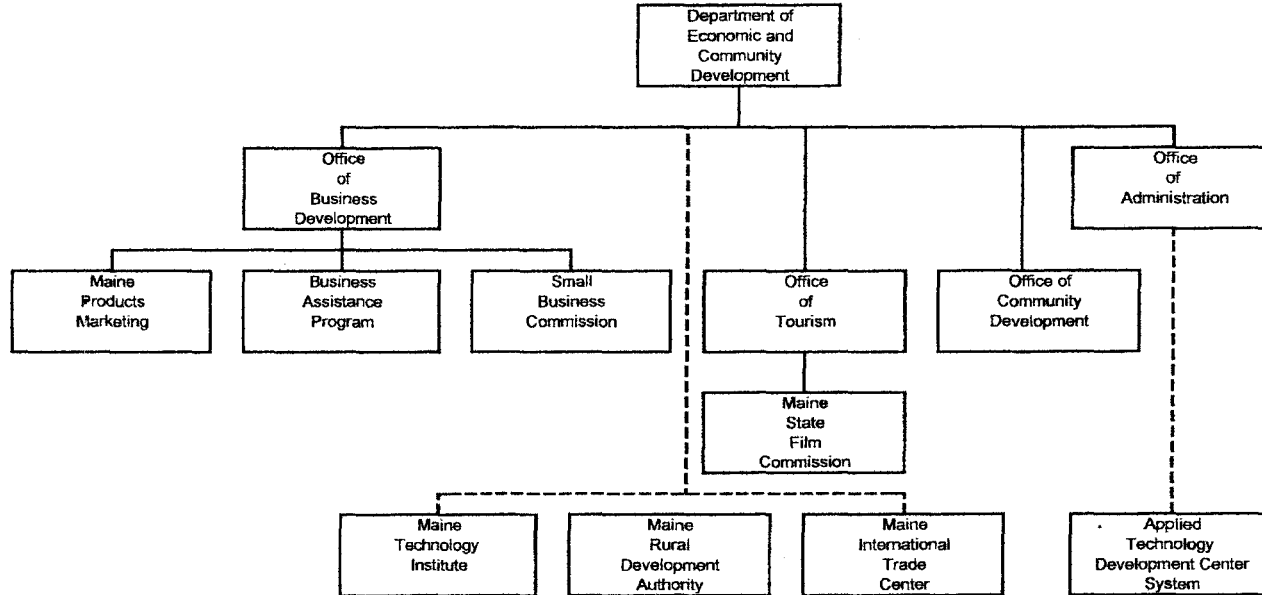 Department of
Economic and
Community
Development
Office
of
Business
Development
Office
of
Administration
Maine
Products
Marketing
Business
Assistance
Program
Small
Business
Commission
Office
of
Tourism
Office of
Community
Development
Maine
State
Film
Commission
Maine
Technology
Institute
Maine
Rural
Development
Authority
Maine
International
Trade
Center
Applied
Technology
Development Center
System